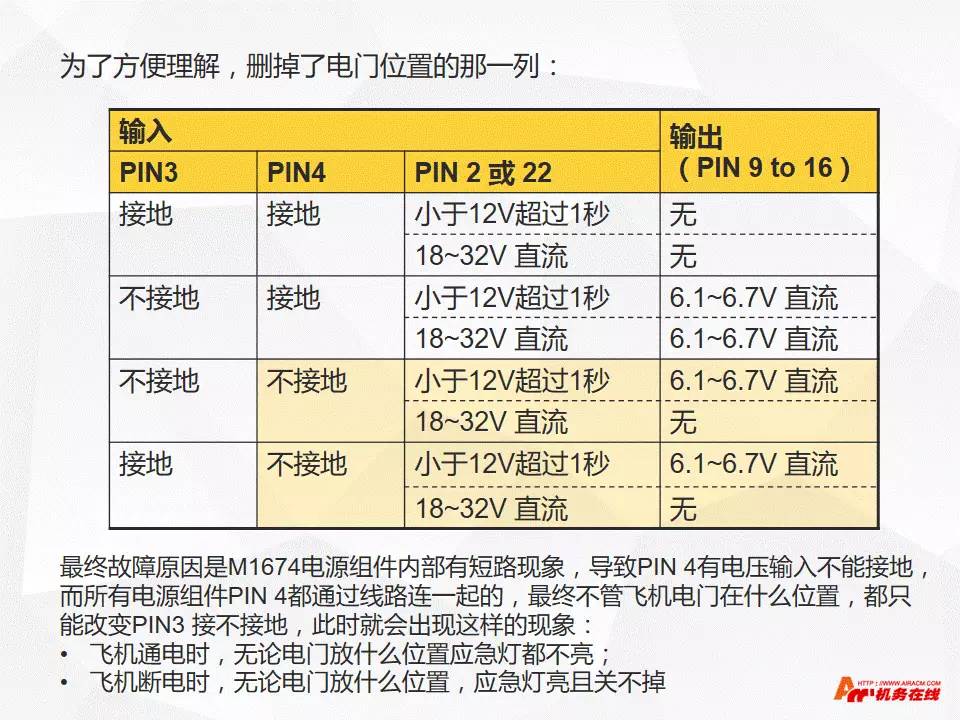 为了方便理解，删掉了电门位置的那一列：
输入 输出
PIN3 PIN4 PIN 2 或 22 （PIN 9 to 16）
接地 接地 小于12V超过1秒 无
18~32V 直流 无
不接地 接地 小于12V超过1秒 6.1~6.7V 直流
18~32V 直流 6.1~6.7V 直流
不接地 不接地 小于12V超过1秒 6.1~6.7V 直流
18~32V 直流 无
接地 不接地 小于12V超过1秒 6.1~6.7V 直流
18~32V 直流 无
最终故障原因是M1674电源组件内部有短路现象，导致PIN 4有电压输入不能接地，
而所有电源组件PIN 4都通过线路连一起的，最终不管飞机电门在什么位置，都只
能改变PIN3 接不接地，此时就会出现这样的现象：
• 飞机通电时，无论电门放什么位置应急灯都不亮；
• 飞机断电时，无论电门放什么位置，应急灯亮且关不掉
HTTP://WWW.AIRACM.COM
机务在线